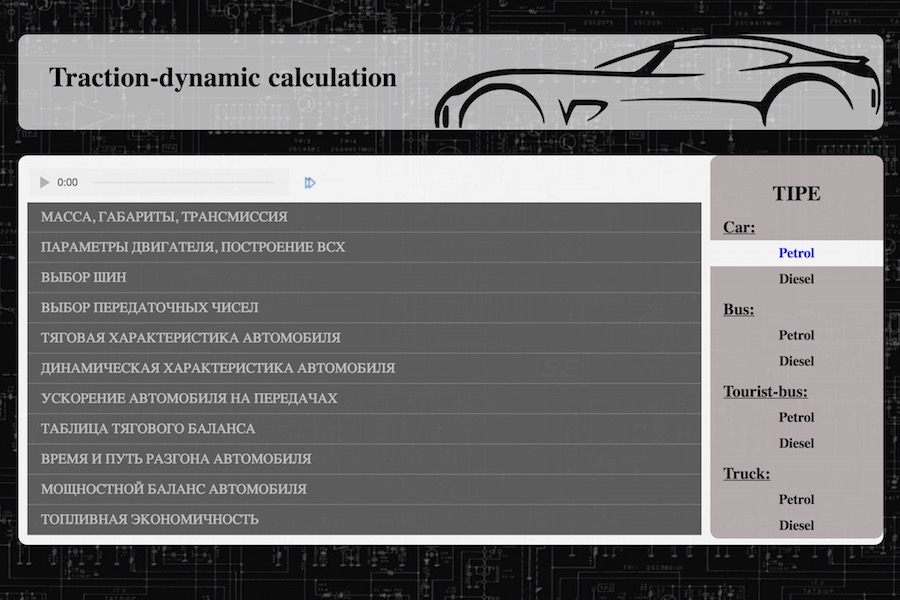 Traction-dynamic calculation
0:00
МАССА, ГАБАРИТЫ, ТРАНСМИССИЯ
ПАРАМЕТРЫ ДВИГАТЕЛЯ, ПОСТРОЕНИЕ ВСХ
ВЫБОР ШИН
ВЫБОР ПЕРЕДАТОЧНЫХ ЧИСЕЛ
ТЯГОВАЯ ХАРАКТЕРИСТИКА АВТОМОБИЛЯ
ДИНАМИЧЕСКАЯ ХАРАКТЕРИСТИКА АВТОМОБИЛЯ
УСКОРЕНИЕ АВТОМОБИЛЯ НА ПЕРЕДАЧАХ
ТАБЛИЦА ТЯГОВОГО БАЛАНСА
ВРЕМЯ И ПУТЬ РАЗГОНА АВТОМОБИЛЯ
МОЩНОСТНОЙ БАЛАНС АВТОМОБИЛЯ
ТОПЛИВНАЯ ЭКОНОМИЧНОСТЬ
TIPE
Car:
Petrol
Diesel
Bus:
Petrol
Diesel
Tourist-bus:
Petrol
Diesel
Truck:
Petrol
Diesel